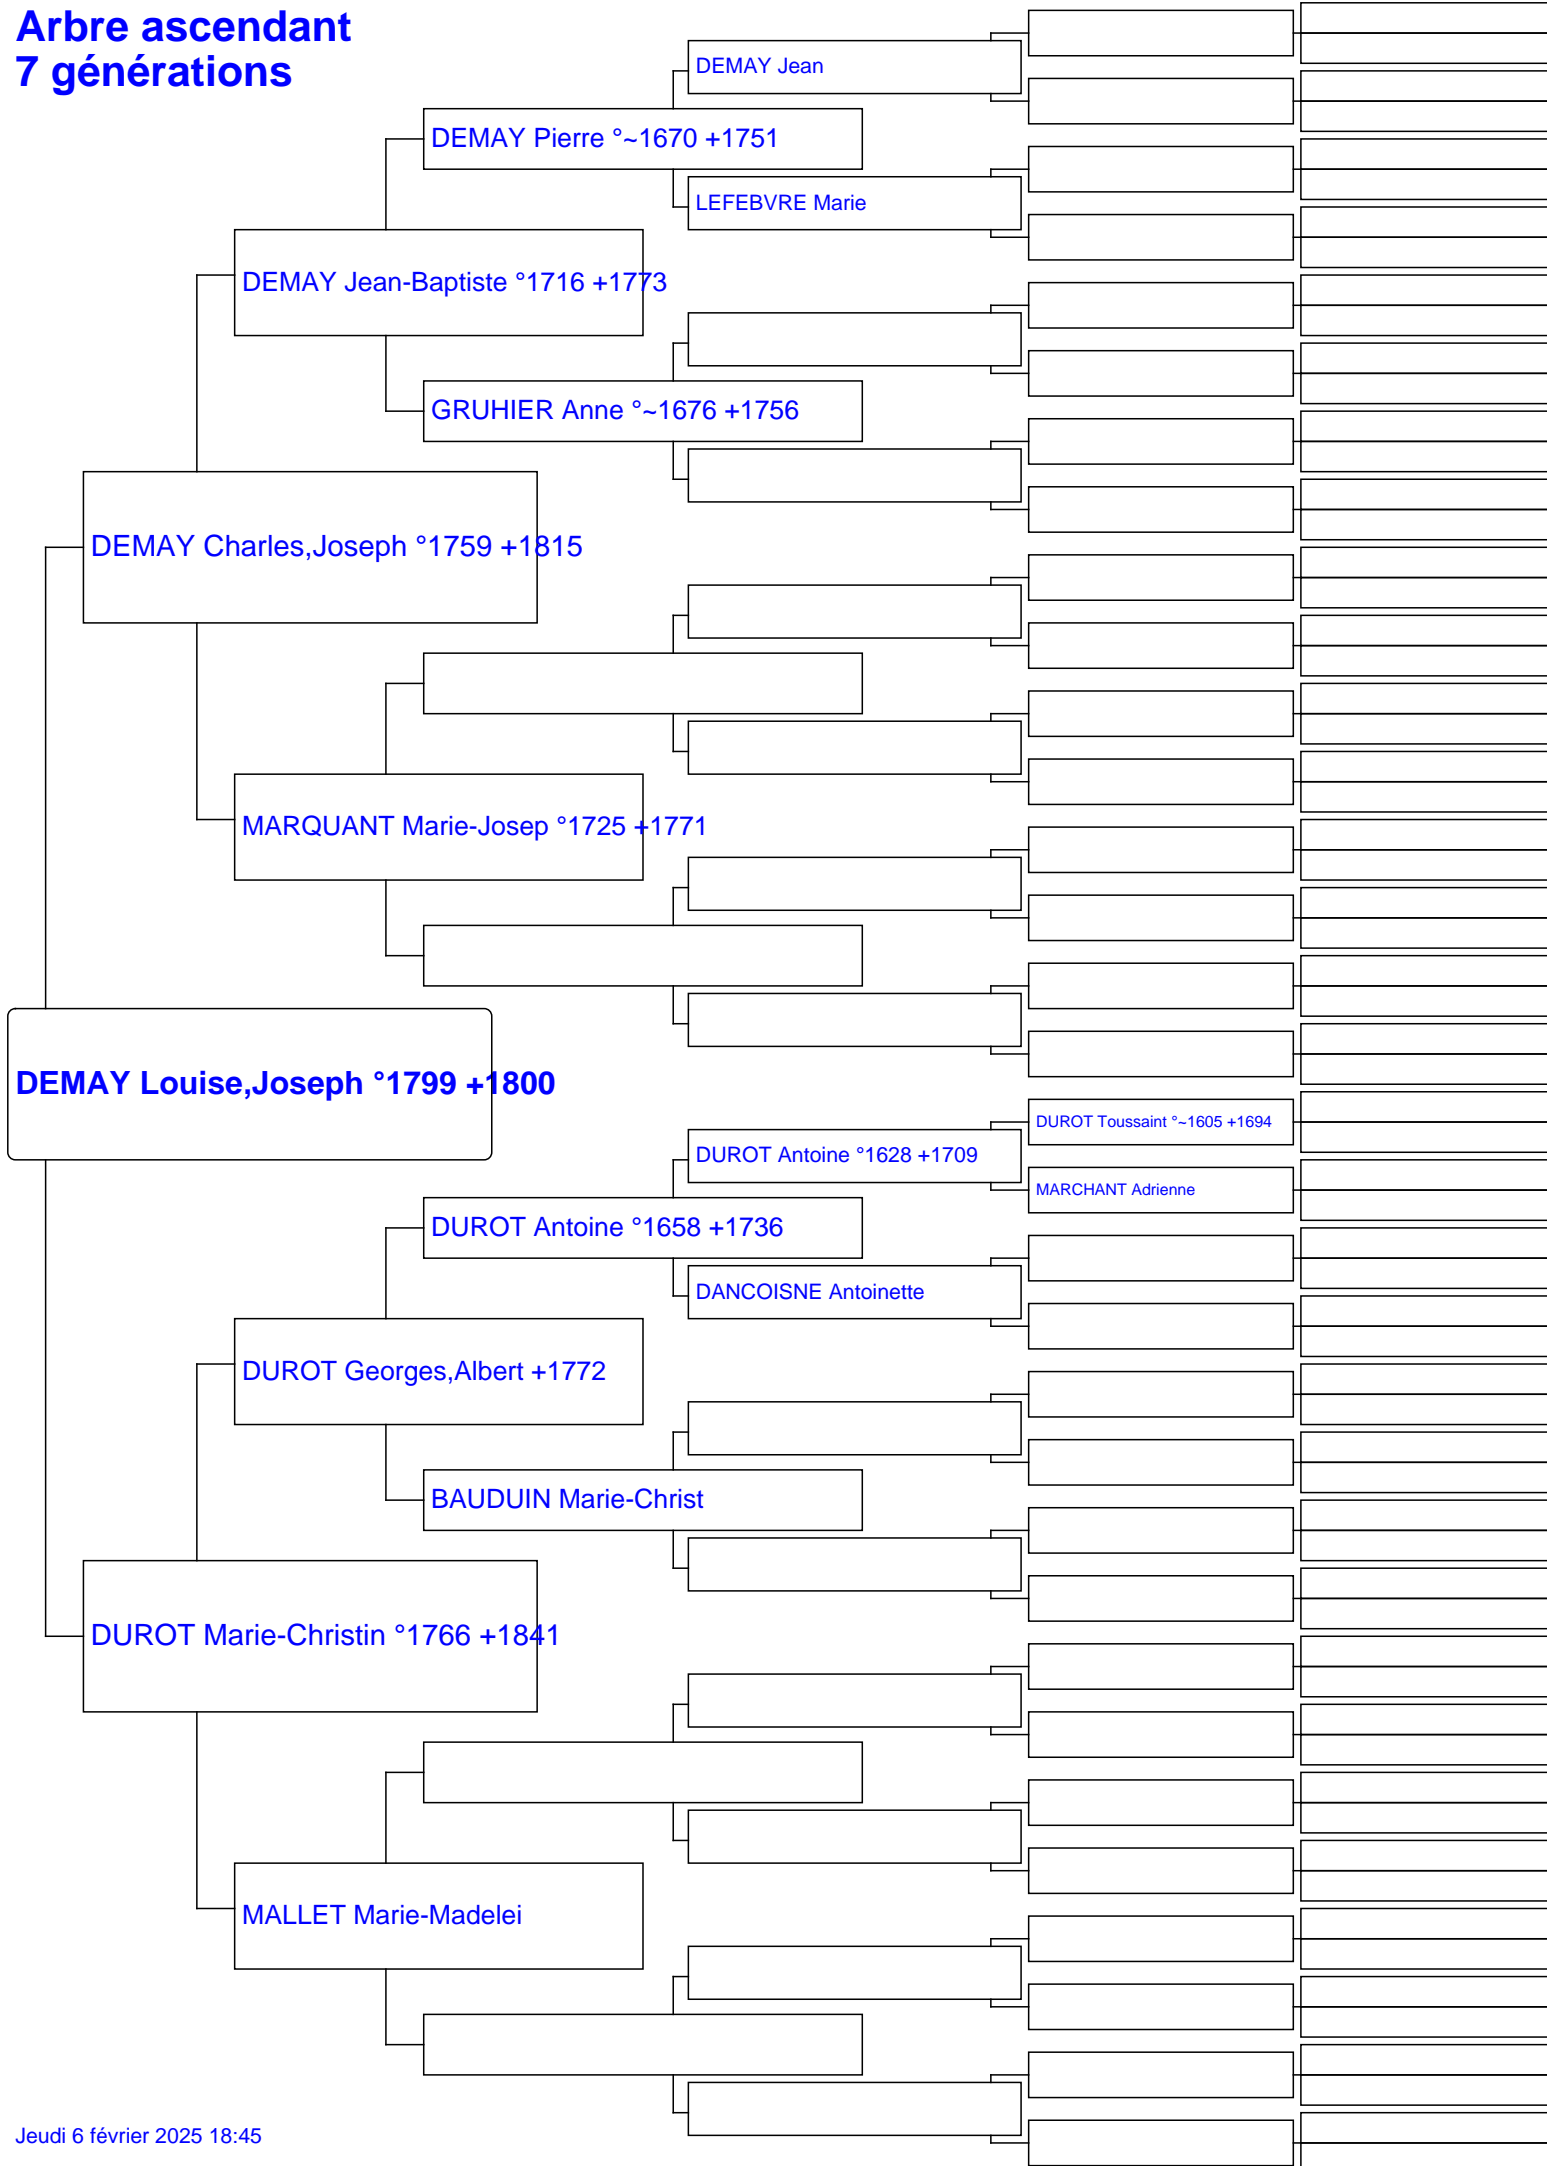 Arbre ascendant
7 générations
DEMAY Jean
DEMAY Pierre °~1670 +1751
LEFEBVRE Marie
DEMAY Jean-Baptiste °1716 +1773
GRUHIER Anne °~1676 +1756
DEMAY Charles,Joseph °1759 +1815
MARQUANT Marie-Josep °1725 +1771
DEMAY Louise,Joseph °1799 +1800
DUROT Toussaint °~1605 +1694
DUROT Antoine °1628 +1709
MARCHANT Adrienne
DUROT Antoine °1658 +1736
DANCOISNE Antoinette
DUROT Georges,Albert +1772
BAUDUIN Marie-Christ
DUROT Marie-Christin °1766 +1841
MALLET Marie-Madelei
Jeudi 6 février 2025 18:45